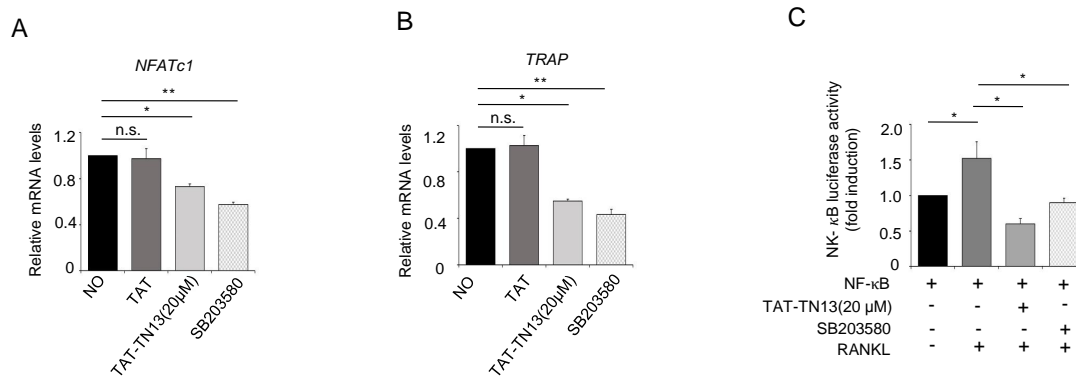 A
NFATc1
**
*
n.s.
Relative mRNA levels
1.2
0.8
0.4
0
NO
TAT
TAT-TN13(20μM)
SB203580
B
TRAP
**
*
n.s.
Relative mRNA levels
1.2
0.8
0.4
0
NO
TAT
TAT-TN13(20μM)
SB203580
C
*
*
*
NK- κB luciferase activity
(fold induction)
2.0
1.5
1.0
0.5
0
NF-κB + + + +
TAT-TN13(20 μM) - - + -
SB203580 - - - +
RANKL - + + +